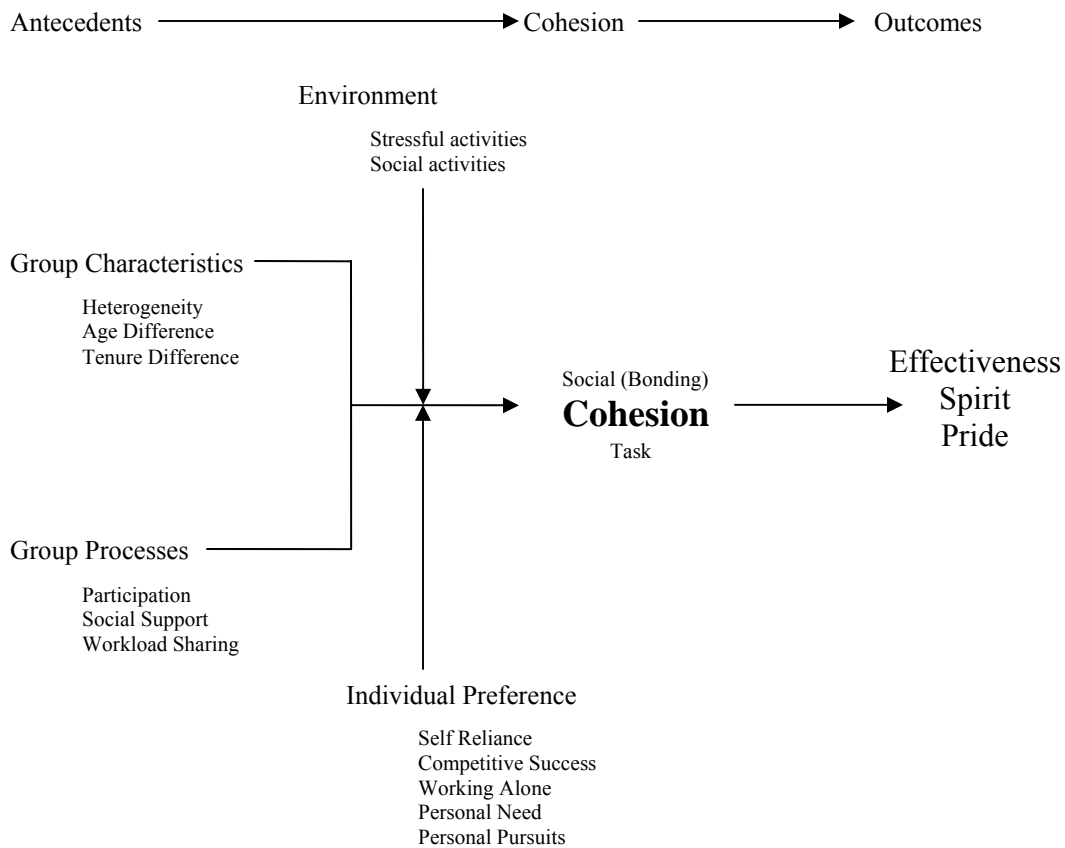 Antecedents Cohesion Outcomes
Environment
Stressful activities
Social activities
Group Characteristics
Heterogeneity
Age Difference
Tenure Difference
Social (Bonding)
Cohesion
Task
Effectiveness
Spirit
Pride
Group Processes
Participation
Social Support
Workload Sharing
Individual Preference
Self Reliance
Competitive Success
Working Alone
Personal Need
Personal Pursuits